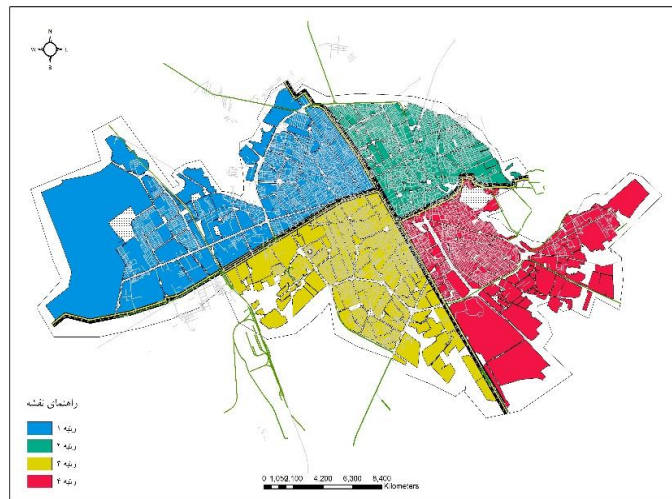 N
W
راهنمای نقشه
رتبه ۱
رتبه ۲
رتبه ۳
رتبه ۴
0 1,050 2,100 4,200 6,300 8,400
Kilometers